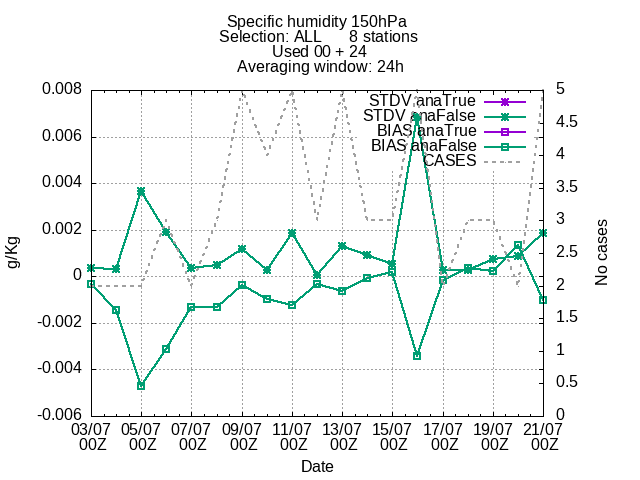 Specific humidity 150hPa
Selection: ALL 8 stations
Used 00 + 24
Averaging window: 24h
STDV anaTrue
STDV anaFalse
BIAS anaTrue
BIAS anaFalse
CASES
0.008
0.006
0.004
0.002
0
-0.002
-0.004
-0.006
g/Kg
5
4.5
4
3.5
3
2.5
2
1.5
1
0.5
0
No cases
03/07 05/07 07/07 09/07 11/07 13/07 15/07 17/07 19/07 21/07
00Z 00Z 00Z 00Z 00Z 00Z 00Z 00Z 00Z 00Z
Date